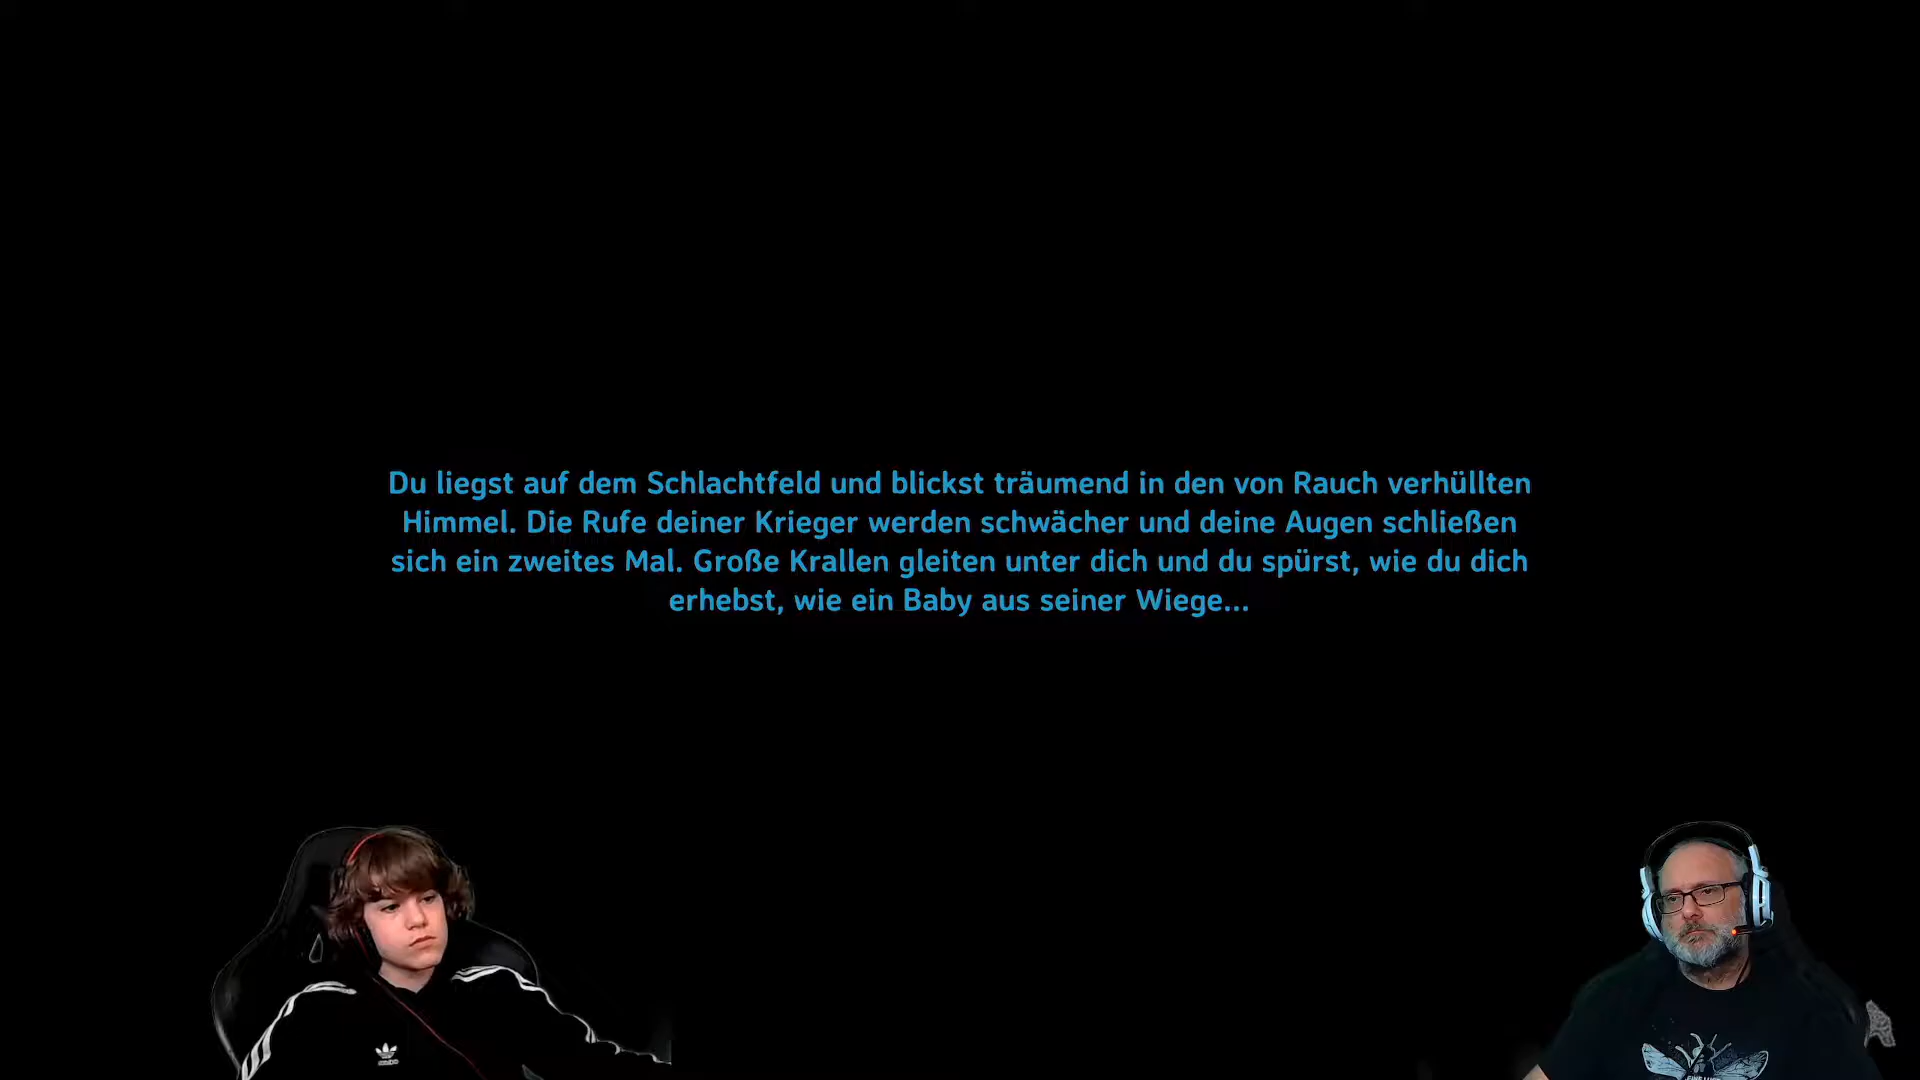 Du liegst auf dem Schlachtfeld und blickst träumend in den von Rauch verhüllten
Himmel. Die Rufe deiner Krieger werden schwächer und deine Augen schließen
sich ein zweites Mal. Große Krallen gleiten unter dich und du spürst, wie du dich
erhebst, wie ein Baby aus seiner Wiege...